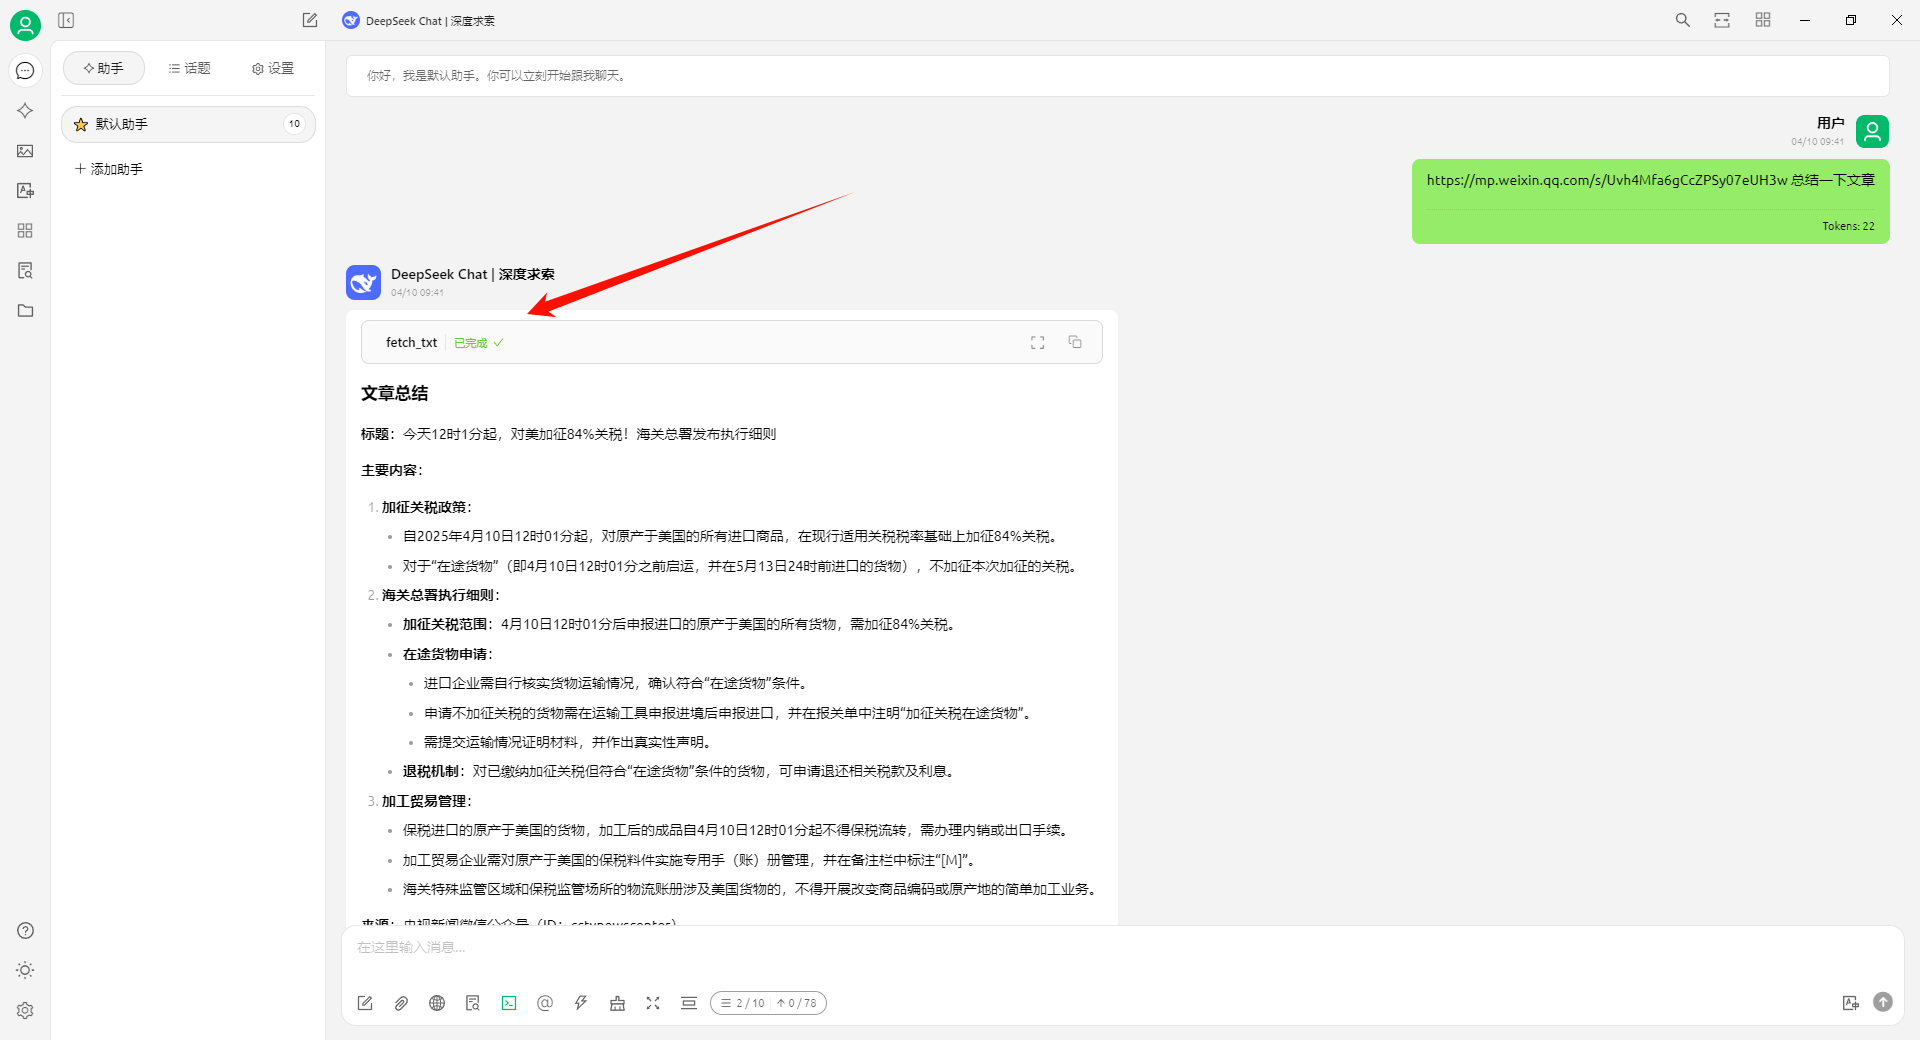 DeepSeek Chat | 深度求索
助手
话题
设置
默认助手
10
添加助手
你好，我是默认助手。你可以立刻开始跟我聊天。
用户
04/10 09:41
https://mp.weixin.qq.com/s/Uvh4Mfa6gCcZPSy07eUH3w 总结一下文章
Tokens: 22
DeepSeek Chat | 深度求索
04/10 09:41
fetch_txt 已完成
文章总结
标题：今天12时1分起，对美加征84%关税！海关总署发布执行细则
主要内容：
1. 加征关税政策：
• 自2025年4月10日12时01分起，对原产于美国的所有进口商品，在现行适用关税税率基础上加征84%关税。
• 对于“在途货物”（即4月10日12时01分之前启运，并在5月13日24时前进口的货物），不加征本次加征的关税。
2. 海关总署执行细则：
• 加征关税范围：4月10日12时01分后申报进口的原产于美国的所有货物，需加征84%关税。
• 在途货物申请：
• 进口企业需自行核实货物运输情况，确认符合“在途货物”条件。
• 申请不加征关税的货物需在运输工具申报进境后申报进口，并在报关单中注明“加征关税在途货物”。
• 需提交运输情况证明材料，并作出真实性声明。
• 退税机制：对已缴纳加征关税但符合“在途货物”条件的货物，可申请退还相关税款及利息。
3. 加工贸易管理：
• 保税进口的原产于美国的货物，加工后的成品自4月10日12时01分起不得保税流转，需办理内销或出口手续。
• 加工贸易企业需对原产于美国的保税料件实施专用手（账）册管理，并在备注栏中标注“[M]”。
• 海关特殊监管区域和保税监管场所的物流账册涉及美国货物的，不得开展改变商品编码或原产地的简单加工业务。
来源：央视新闻微信公众号（ID：cctvnewscenter）
在这里输入消息...
2 / 10
0 / 78